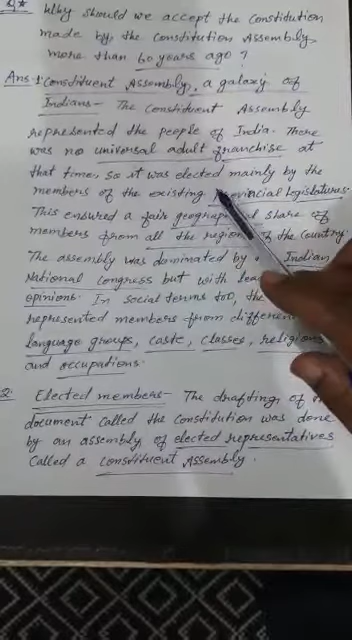 Q* Why should we accept the Constitution
made by the Constitution Assembly
more than 60 years ago ?
Ans:1 Constituent Assembly, a galaxy of
Indians - The Constituent Assembly
represented the people of India. There
was no universal adult franchise at
that time, so it was elected mainly by the
members of the existing Provincial Legislatures.
This ensured a fair share of
members from all the regions of the Country.
The assembly was dominated by Indian
National Congress but with
opinions. In social terms too, the
represented members from
language groups, caste, classes, religions
and occupations.
2: Elected members - The drafting of
document called the Constitution was done
by an assembly of elected representatives
Called a Constituent Assembly.